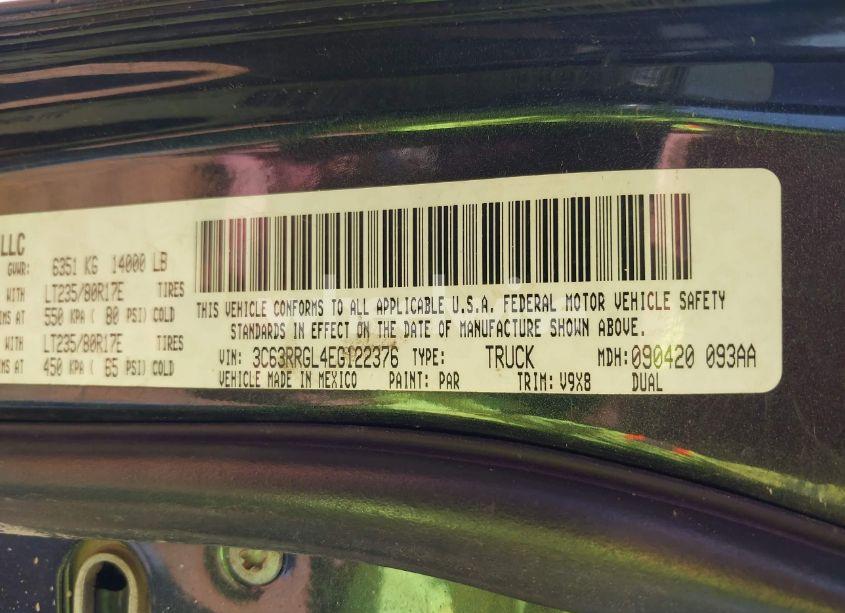 LLC
GVWR: 6351 KG 14000 LB
WITH LT235/80R17E TIRES
IMS AT 550 KPA ( 80 PSI) COLD
WITH LT235/80R17E TIRES
IMS AT 450 KPA ( 65 PSI) COLD
THIS VEHICLE CONFORMS TO ALL APPLICABLE U.S.A. FEDERAL MOTOR VEHICLE SAFETY
STANDARDS IN EFFECT ON THE DATE OF MANUFACTURE SHOWN ABOVE.
VIN: 3C63RRGL4EG122376 TYPE: TRUCK MDH: 090420 093AA
VEHICLE MADE IN MEXICO PAINT: PAR TRIM: V9X8 DUAL